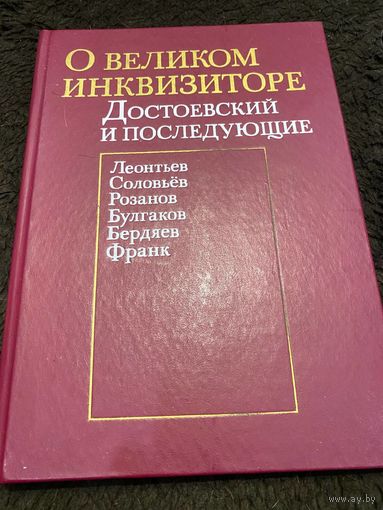 О ВЕЛИКОМ
ИНКВИЗИТОРЕ
ДОСТОЕВСКИЙ
И ПОСЛЕДУЮЩИЕ
Леонтьев
Соловьёв
Розанов
Булгаков
Бердяев
Франк
www.ay.by